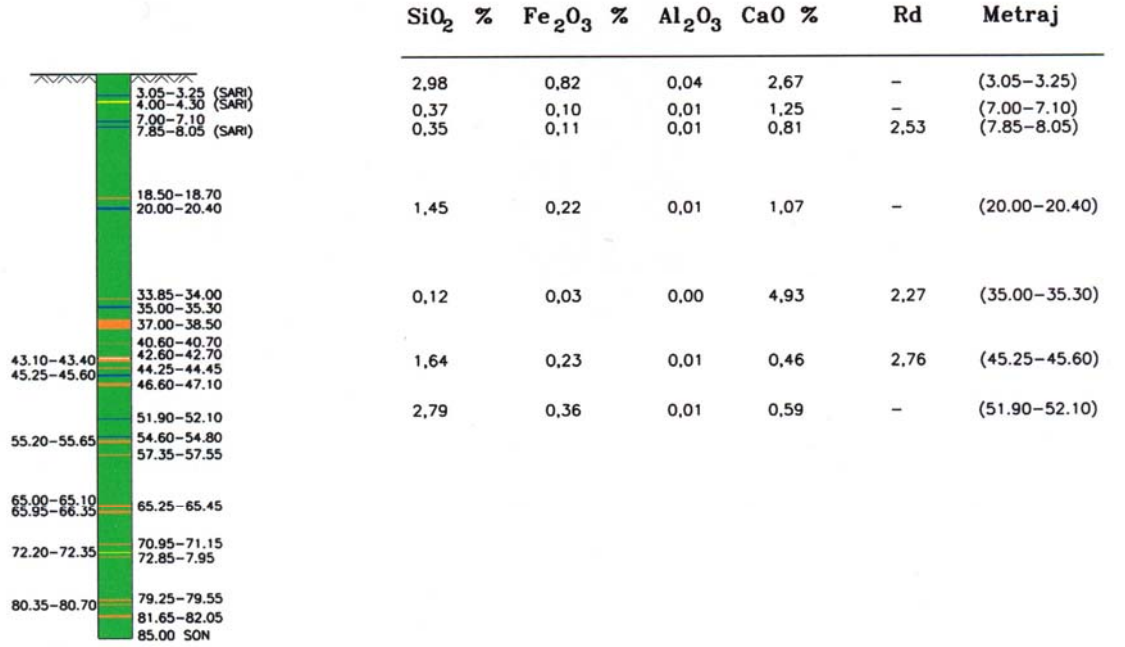 SiO2 % Fe2O3 % Al2O3 CaO % Rd Metraj
2,98 0,82 0,04 2,67 – (3.05–3.25)
0,37 0,10 0,01 1,25 – (7.00–7.10)
0,35 0,11 0,01 0,81 2,53 (7.85–8.05)
1,45 0,22 0,01 1,07 – (20.00–20.40)
0,12 0,03 0,00 4,93 2,27 (35.00–35.30)
1,64 0,23 0,01 0,46 2,76 (45.25–45.60)
2,79 0,36 0,01 0,59 – (51.90–52.10)
3.05–3.25 (SARI)
4.00–4.30 (SARI)
7.00–7.10
7.85–8.05 (SARI)
18.50–18.70
20.00–20.40
33.85–34.00
35.00–35.30
37.00–38.50
40.60–40.70
42.60–42.70
43.10–43.40
44.25–44.45
45.25–45.60
46.60–47.10
51.90–52.10
54.60–54.80
55.20–55.65
57.35–57.55
65.00–65.10
65.25–65.45
65.95–66.35
70.95–71.15
72.20–72.35
72.85–7.95
79.25–79.55
80.35–80.70
81.65–82.05
85.00 SON